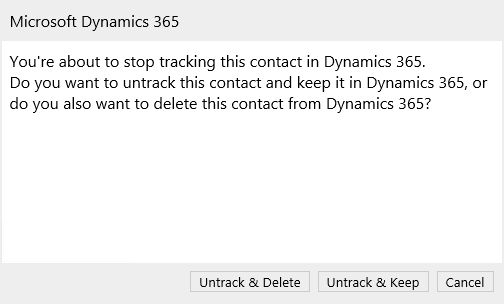 Microsoft Dynamics 365
You're about to stop tracking this contact in Dynamics 365.
Do you want to untrack this contact and keep it in Dynamics 365, or
do you also want to delete this contact from Dynamics 365?
Untrack & Delete
Untrack & Keep
Cancel